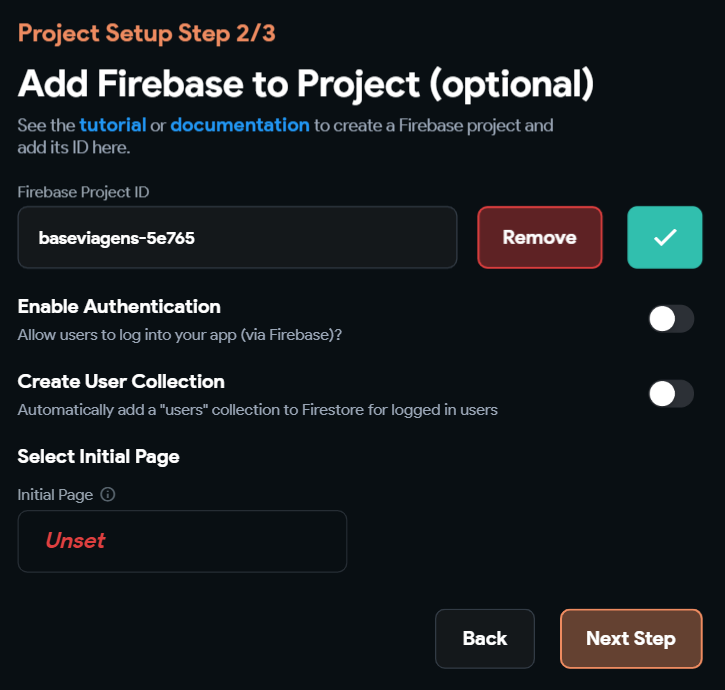 Project Setup Step 2/3
Add Firebase to Project (optional)
See the tutorial or documentation to create a Firebase project and
add its ID here.
Firebase Project ID
baseviagens-5e765
Remove
Enable Authentication
Allow users to log into your app (via Firebase)?
Create User Collection
Automatically add a "users" collection to Firestore for logged in users
Select Initial Page
Initial Page
Unset
Back
Next Step